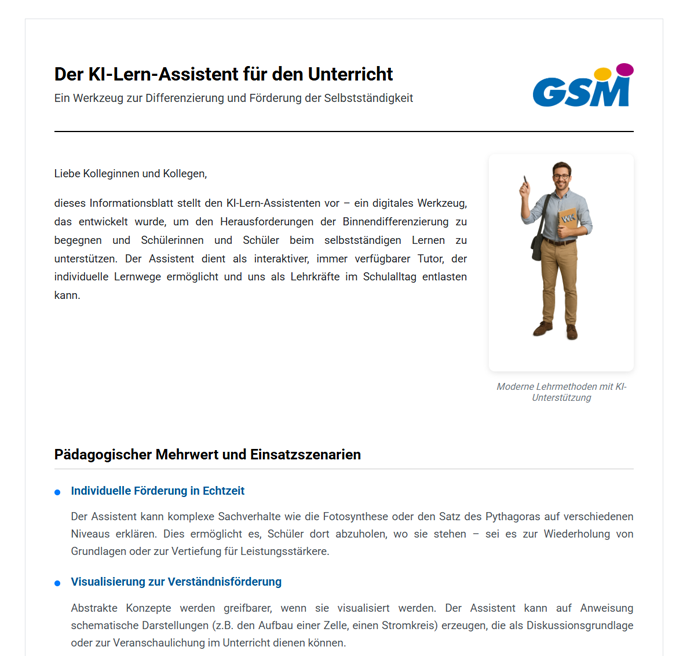 Der KI-Lern-Assistent für den Unterricht
GSM
Ein Werkzeug zur Differenzierung und Förderung der Selbstständigkeit
Liebe Kolleginnen und Kollegen,
dieses Informationsblatt stellt den KI-Lern-Assistenten vor – ein digitales Werkzeug,
das entwickelt wurde, um den Herausforderungen der Binnendifferenzierung zu
begegnen und Schülerinnen und Schüler beim selbstständigen Lernen zu
unterstützen. Der Assistent dient als interaktiver, immer verfügbarer Tutor, der
individuelle Lernwege ermöglicht und uns als Lehrkräfte im Schulalltag entlasten
kann.
Moderne Lehrmethoden mit KI-
Unterstützung
Pädagogischer Mehrwert und Einsatzszenarien
Individuelle Förderung in Echtzeit
Der Assistent kann komplexe Sachverhalte wie die Fotosynthese oder den Satz des Pythagoras auf verschiedenen
Niveaus erklären. Dies ermöglicht es, Schüler dort abzuholen, wo sie stehen – sei es zur Wiederholung von
Grundlagen oder zur Vertiefung für Leistungsstärkere.
Visualisierung zur Verständnisförderung
Abstrakte Konzepte werden greifbarer, wenn sie visualisiert werden. Der Assistent kann auf Anweisung
schematische Darstellungen (z.B. den Aufbau einer Zelle, einen Stromkreis) erzeugen, die als Diskussionsgrundlage
oder zur Veranschaulichung im Unterricht dienen können.